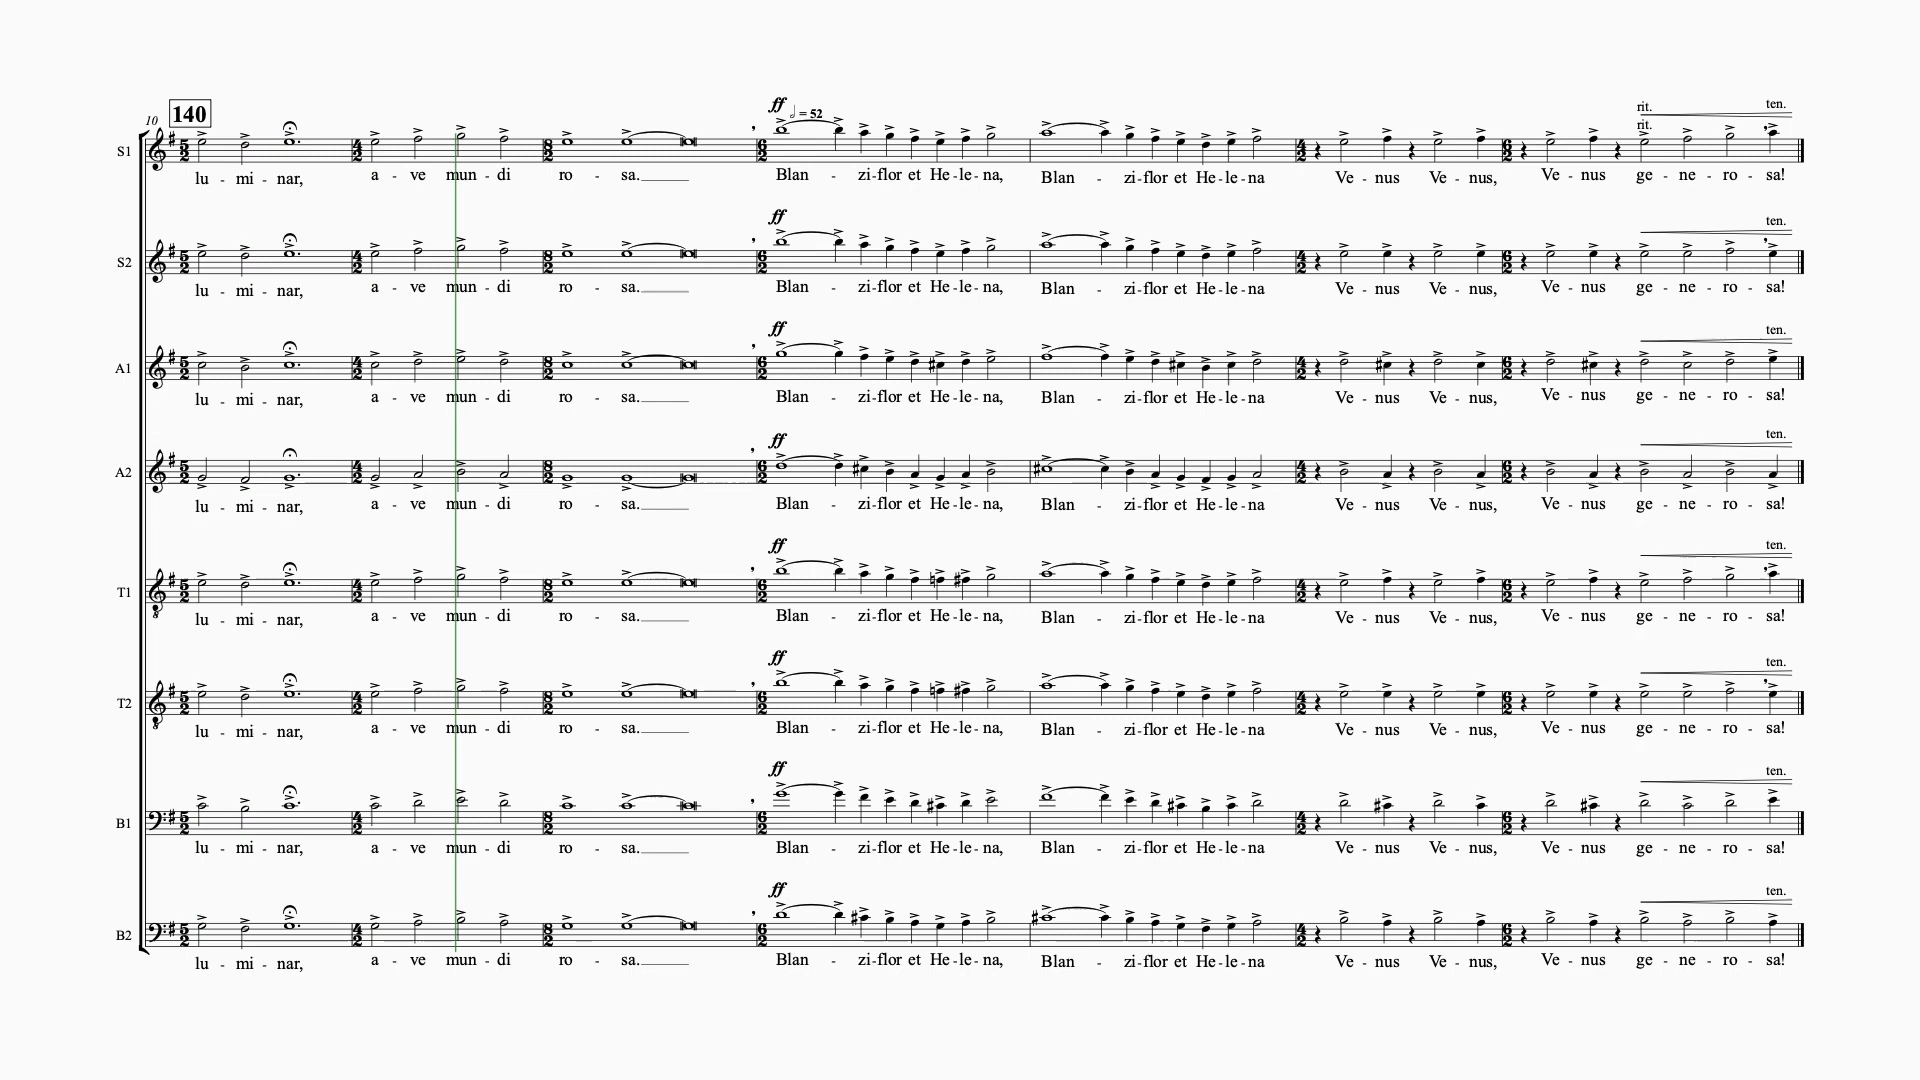 140
10
ff 𝅗𝅥 = 52
rit. ten.
rit.
S1
lu - mi - nar, a - ve mun - di ro - sa. Blan - zi - flor et He - le - na, Blan - zi - flor et He - le - na Ve - nus Ve - nus, Ve - nus ge - ne - ro - sa!
ff ten.
S2
lu - mi - nar, a - ve mun - di ro - sa. Blan - zi - flor et He - le - na, Blan - zi - flor et He - le - na Ve - nus Ve - nus, Ve - nus ge - ne - ro - sa!
ff ten.
A1
lu - mi - nar, a - ve mun - di ro - sa. Blan - zi - flor et He - le - na, Blan - zi - flor et He - le - na Ve - nus Ve - nus, Ve - nus ge - ne - ro - sa!
ff ten.
A2
lu - mi - nar, a - ve mun - di ro - sa. Blan - zi - flor et He - le - na, Blan - zi - flor et He - le - na Ve - nus Ve - nus, Ve - nus ge - ne - ro - sa!
ff ten.
T1
lu - mi - nar, a - ve mun - di ro - sa. Blan - zi - flor et He - le - na, Blan - zi - flor et He - le - na Ve - nus Ve - nus, Ve - nus ge - ne - ro - sa!
ff ten.
T2
lu - mi - nar, a - ve mun - di ro - sa. Blan - zi - flor et He - le - na, Blan - zi - flor et He - le - na Ve - nus Ve - nus, Ve - nus ge - ne - ro - sa!
ff ten.
B1
lu - mi - nar, a - ve mun - di ro - sa. Blan - zi - flor et He - le - na, Blan - zi - flor et He - le - na Ve - nus Ve - nus, Ve - nus ge - ne - ro - sa!
ff ten.
B2
lu - mi - nar, a - ve mun - di ro - sa. Blan - zi - flor et He - le - na, Blan - zi - flor et He - le - na Ve - nus Ve - nus, Ve - nus ge - ne - ro - sa!